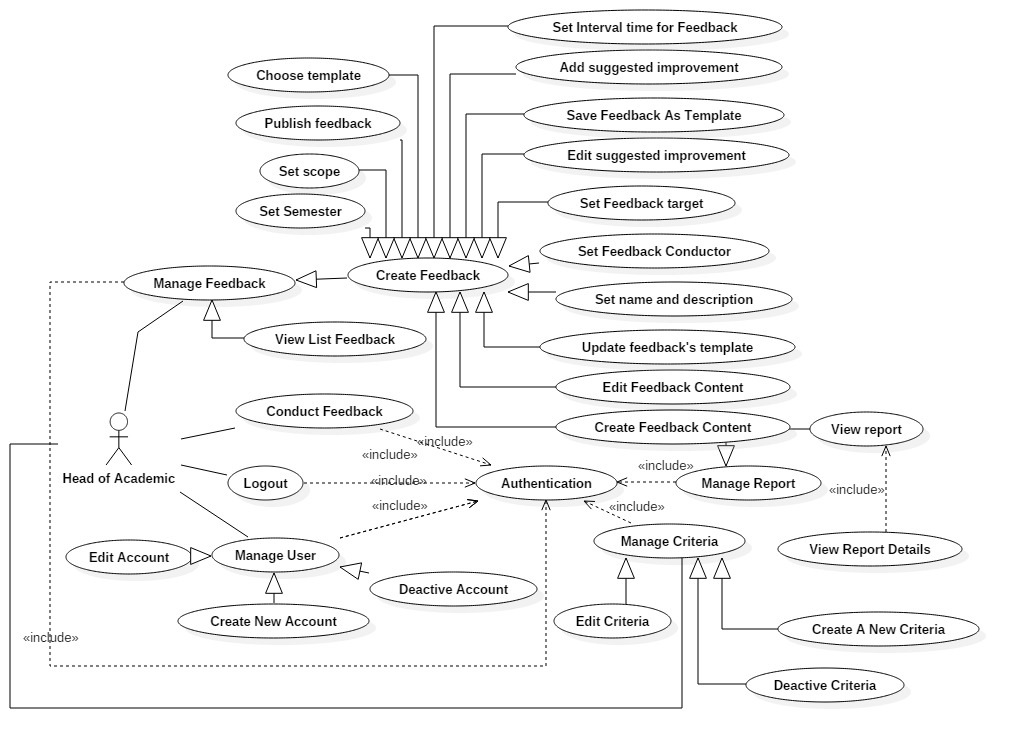 Set Interval time for Feedback
Choose template
Add suggested improvement
Publish feedback
Save Feedback As Template
Set scope
Edit suggested improvement
Set Semester
Set Feedback target
Manage Feedback
Create Feedback
Set Feedback Conductor
Set name and description
View List Feedback
Update feedback's template
Edit Feedback Content
Conduct Feedback
Create Feedback Content
View report
«include»
«include»
Head of Academic
Logout
«include»
Authentication
«include»
Manage Report
«include»
«include»
«include»
Manage Criteria
Edit Account
Manage User
View Report Details
Deactive Account
Create New Account
Edit Criteria
Create A New Criteria
«include»
Deactive Criteria